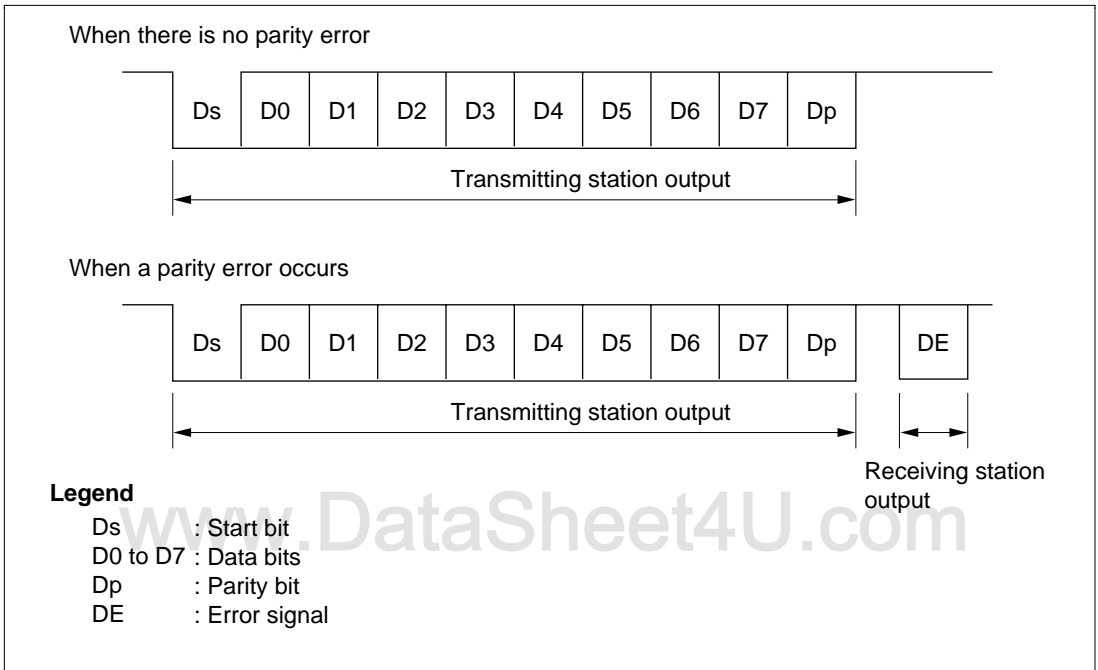 When there is no parity error
Ds D0 D1 D2 D3 D4 D5 D6 D7 Dp
Transmitting station output
When a parity error occurs
Ds D0 D1 D2 D3 D4 D5 D6 D7 Dp DE
Transmitting station output
Receiving station
output
Legend
Ds : Start bit
D0 to D7 : Data bits
Dp : Parity bit
DE : Error signal
www.DataSheet4U.com